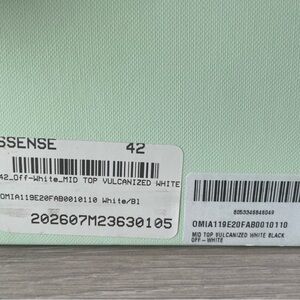 SSENSE 42
42_Off-White_MID TOP VULCANIZED WHITE
OMIA119E20FAB0010110 White/Bl
202607M23630105
OMIA119E20FAB0010110
MID TOP VULCANIZED WHITE BLACK
OFF-WHITE